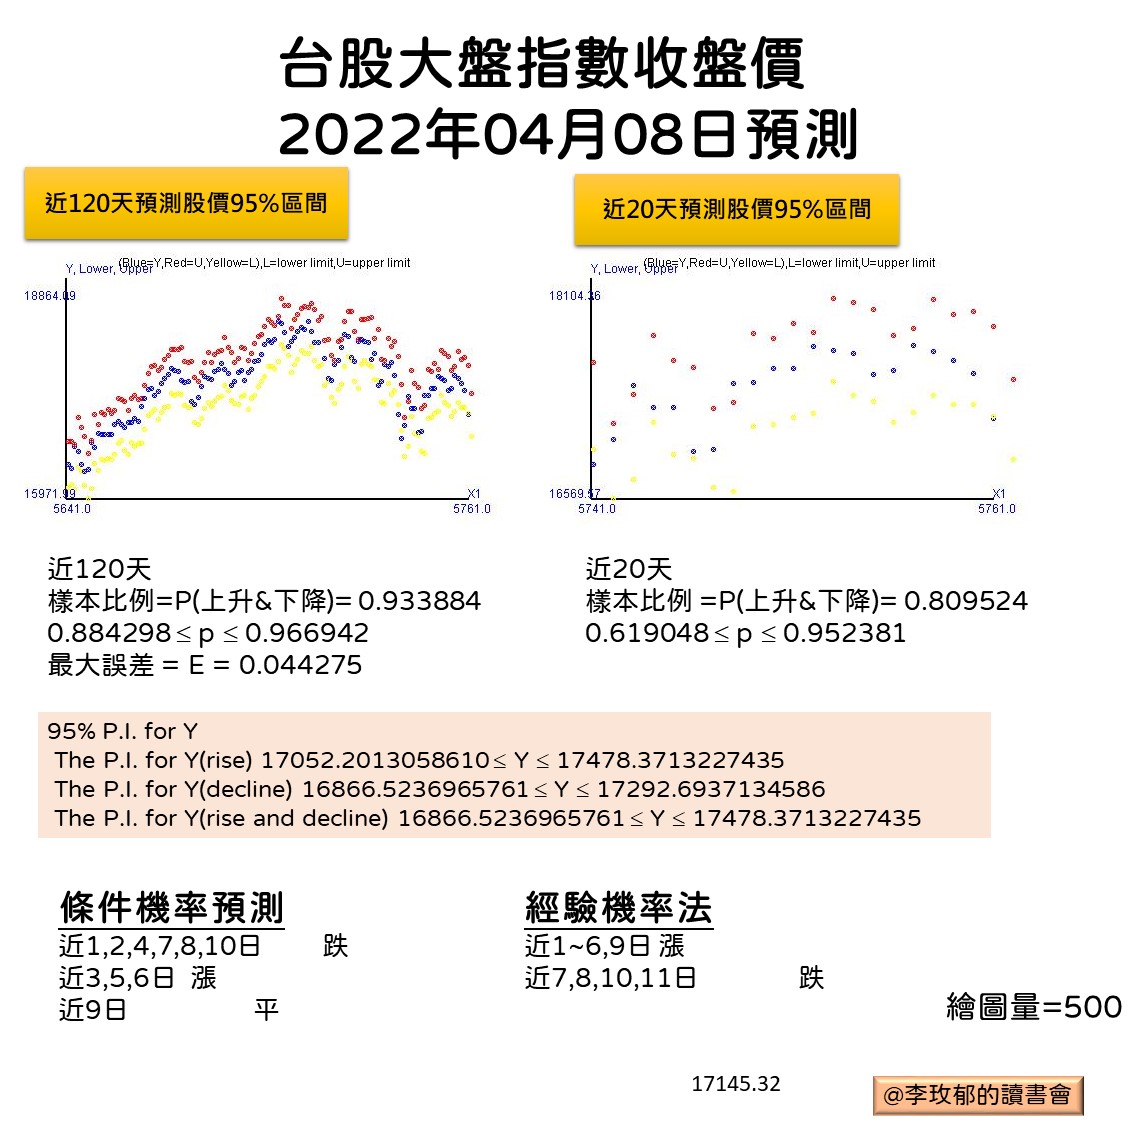 台股大盤指數收盤價
2022年04月08日預測
近120天預測股價95%區間
近20天預測股價95%區間
(Blue=Y,Red=U,Yellow=L),L=lower limit,U=upper limit
Y, Lower, Upper
18864.09
15971.99
5641.0
X1
5761.0
(Blue=Y,Red=U,Yellow=L),L=lower limit,U=upper limit
Y, Lower, Upper
18104.36
16569.57
5741.0
X1
5761.0
近120天
樣本比例=P(上升&下降)= 0.933884
0.884298≤ p ≤ 0.966942
最大誤差 = E = 0.044275
近20天
樣本比例 =P(上升&下降)= 0.809524
0.619048≤ p ≤ 0.952381
95% P.I. for Y
The P.I. for Y(rise) 17052.2013058610≤ Y ≤ 17478.3713227435
The P.I. for Y(decline) 16866.5236965761≤ Y ≤ 17292.6937134586
The P.I. for Y(rise and decline) 16866.5236965761≤ Y ≤ 17478.3713227435
條件機率預測
近1,2,4,7,8,10日 跌
近3,5,6日 漲
近9日 平
經驗機率法
近1~6,9日 漲
近7,8,10,11日 跌
繪圖量=500
17145.32
@李玫郁的讀書會